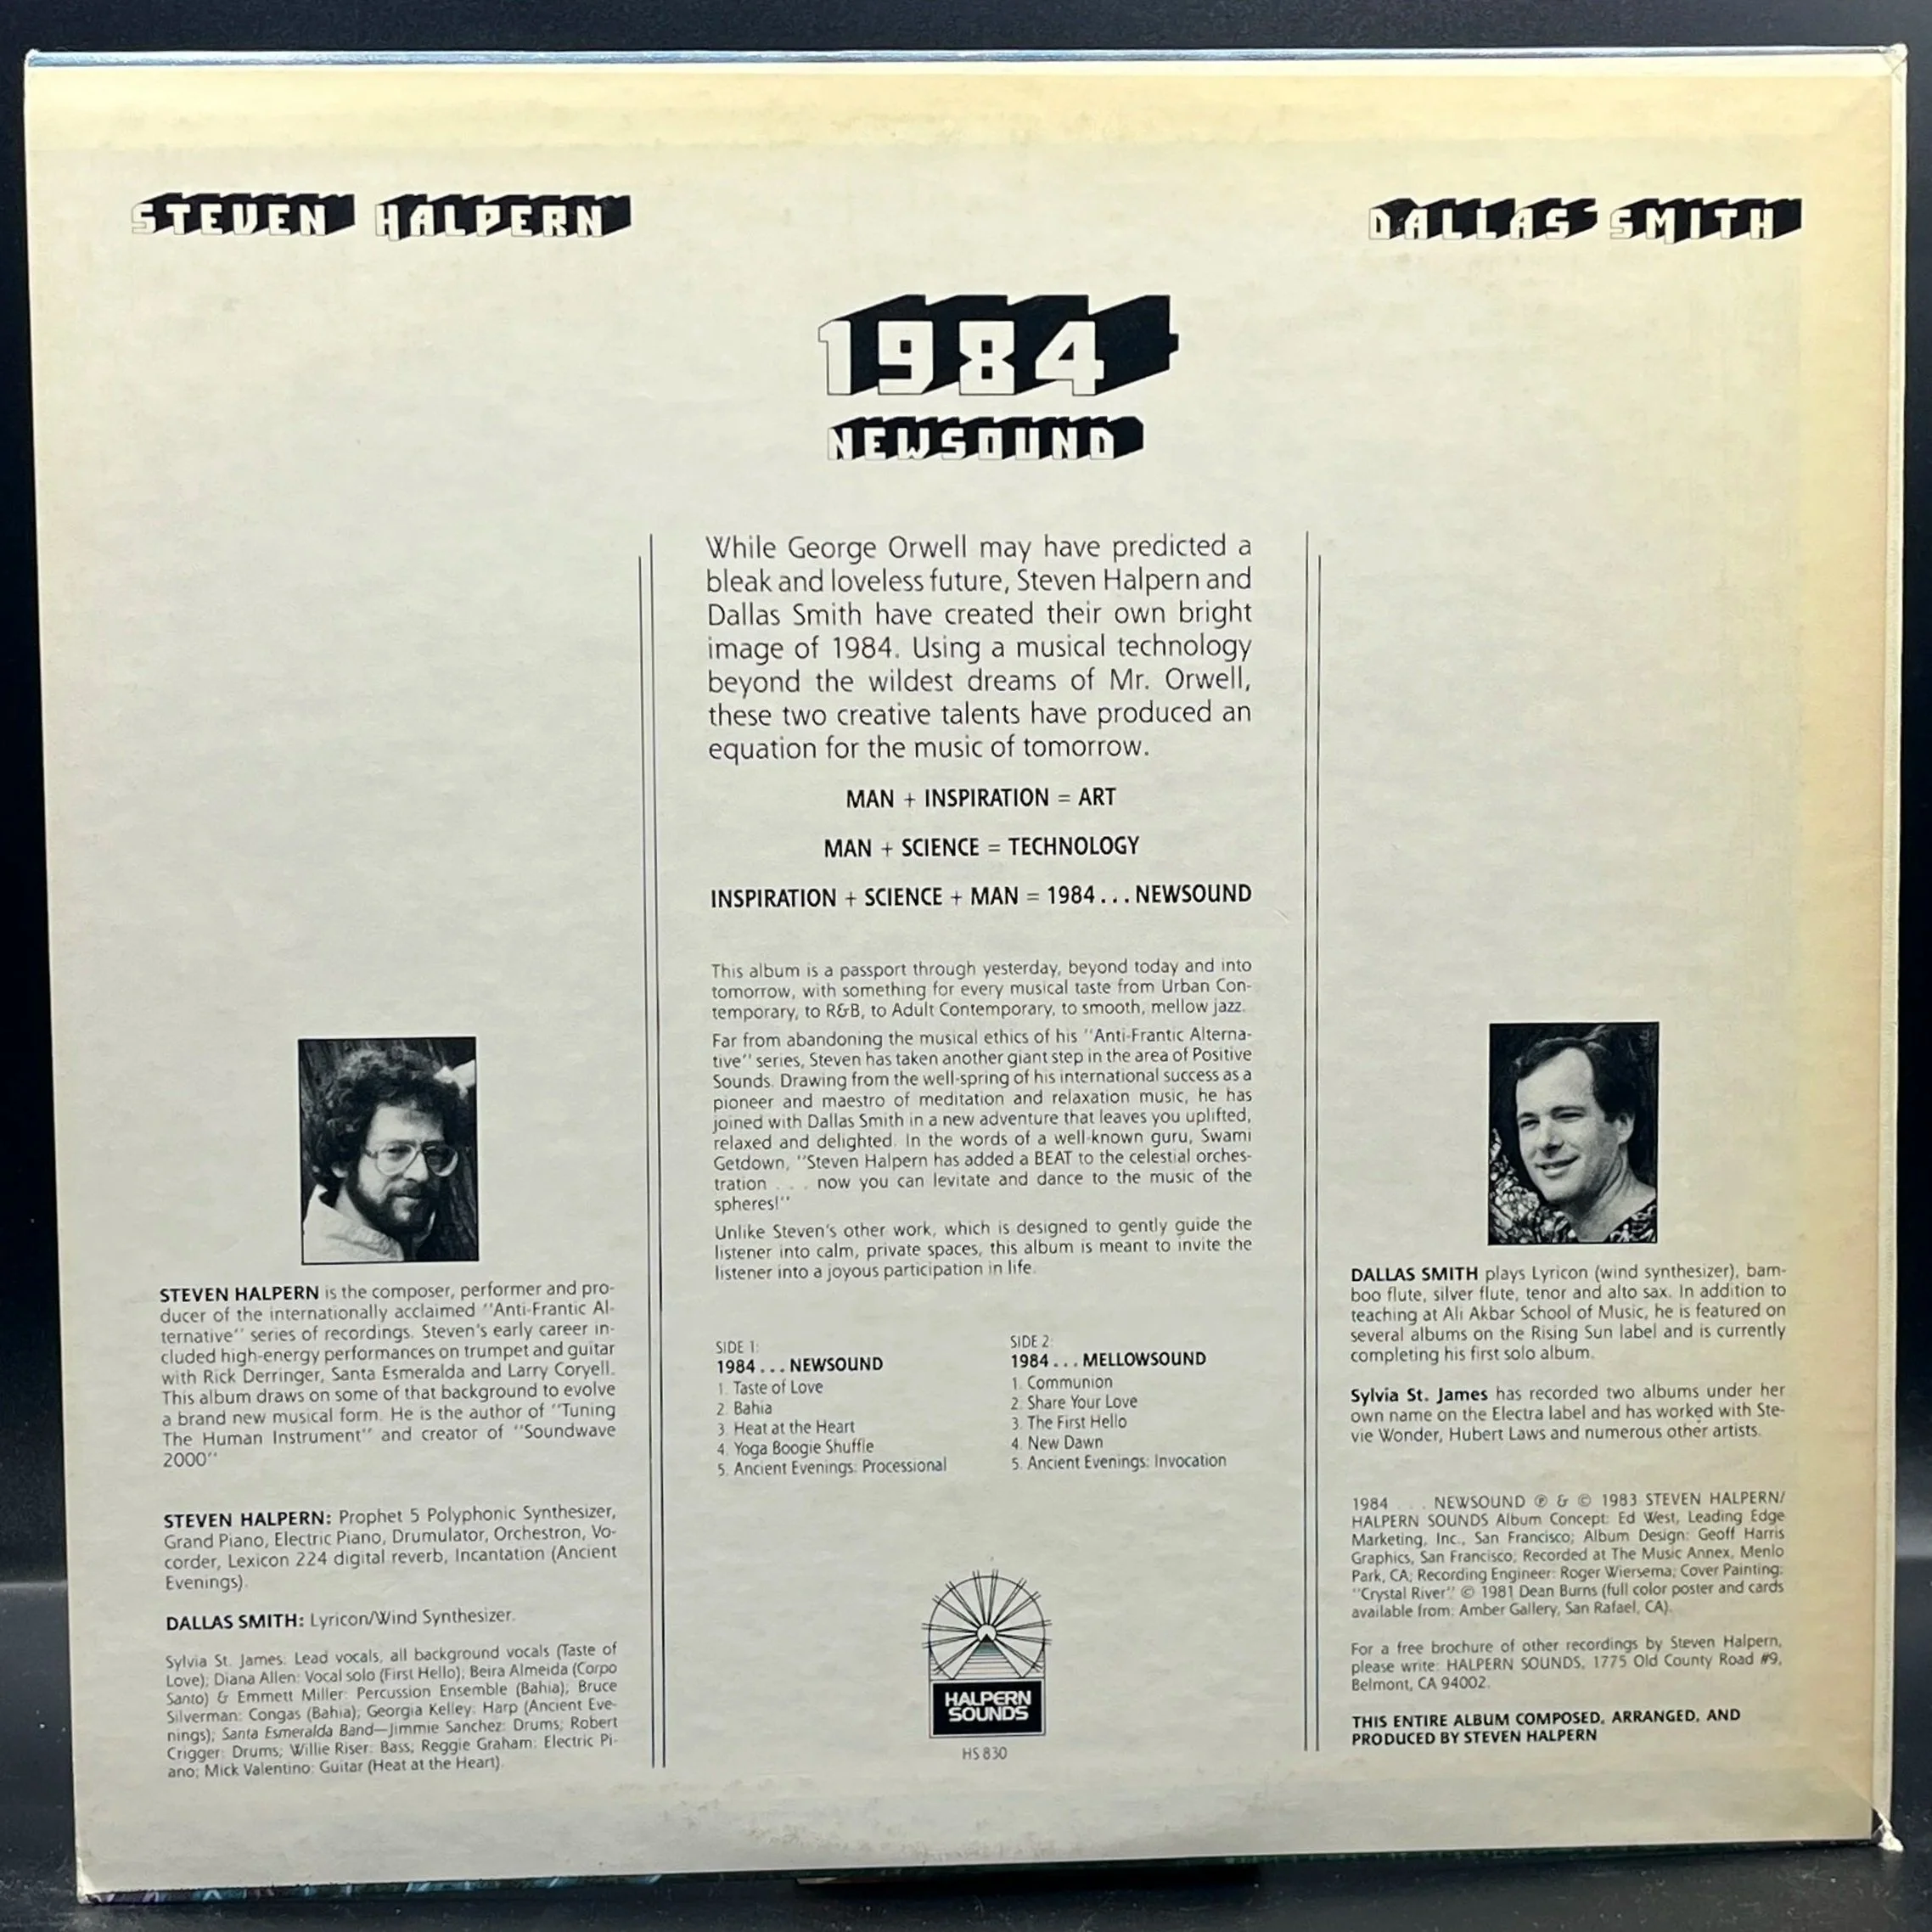 STEVEN HALPERN
DALLAS SMITH
1984
NEWSOUND
While George Orwell may have predicted a
bleak and loveless future, Steven Halpern and
Dallas Smith have created their own bright
image of 1984. Using a musical technology
beyond the wildest dreams of Mr. Orwell,
these two creative talents have produced an
equation for the music of tomorrow.
MAN + INSPIRATION = ART
MAN + SCIENCE = TECHNOLOGY
INSPIRATION + SCIENCE + MAN = 1984 . . . NEWSOUND
This album is a passport through yesterday, beyond today and into
tomorrow, with something for every musical taste from Urban Con-
temporary, to R&B, to Adult Contemporary, to smooth, mellow jazz.
Far from abandoning the musical ethics of his "Anti-Frantic Alterna-
tive" series, Steven has taken another giant step in the area of Positive
Sounds. Drawing from the well-spring of his international success as a
pioneer and maestro of meditation and relaxation music, he has
joined with Dallas Smith in a new adventure that leaves you uplifted,
relaxed and delighted. In the words of a well-known guru, Swami
Getdown, "Steven Halpern has added a BEAT to the celestial orches-
tration . . . now you can levitate and dance to the music of the
spheres!"
Unlike Steven's other work, which is designed to gently guide the
listener into calm, private spaces, this album is meant to invite the
listener into a joyous participation in life.
SIDE 1:
1984 . . . NEWSOUND
1. Taste of Love
2. Bahia
3. Heat at the Heart
4. Yoga Boogie Shuffle
5. Ancient Evenings: Processional
SIDE 2:
1984 . . . MELLOWSOUND
1. Communion
2. Share Your Love
3. The First Hello
4. New Dawn
5. Ancient Evenings: Invocation
HALPERN
SOUNDS
HS 830
STEVEN HALPERN is the composer, performer and pro-
ducer of the internationally acclaimed "Anti-Frantic Al-
ternative" series of recordings. Steven's early career in-
cluded high-energy performances on trumpet and guitar
with Rick Derringer, Santa Esmeralda and Larry Coryell.
This album draws on some of that background to evolve
a brand new musical form. He is the author of "Tuning
The Human Instrument" and creator of "Soundwave
2000"
STEVEN HALPERN: Prophet 5 Polyphonic Synthesizer,
Grand Piano, Electric Piano, Drumulator, Orchestron, Vo-
corder, Lexicon 224 digital reverb, Incantation (Ancient
Evenings).
DALLAS SMITH: Lyricon/Wind Synthesizer.
Sylvia St. James: Lead vocals, all background vocals (Taste of
Love); Diana Allen: Vocal solo (First Hello); Beira Almeida (Corpo
Santo) & Emmett Miller: Percussion Ensemble (Bahia); Bruce
Silverman: Congas (Bahia); Georgia Kelley: Harp (Ancient Eve-
nings); Santa Esmeralda Band—Jimmie Sanchez: Drums; Robert
Crigger: Drums; Willie Riser: Bass; Reggie Graham: Electric Pi-
ano; Mick Valentino: Guitar (Heat at the Heart).
DALLAS SMITH plays Lyricon (wind synthesizer), bam-
boo flute, silver flute, tenor and alto sax. In addition to
teaching at Ali Akbar School of Music, he is featured on
several albums on the Rising Sun label and is currently
completing his first solo album.
Sylvia St. James has recorded two albums under her
own name on the Electra label and has worked with Ste-
vie Wonder, Hubert Laws and numerous other artists.
1984 . . . NEWSOUND ℗ & © 1983 STEVEN HALPERN/
HALPERN SOUNDS Album Concept: Ed West, Leading Edge
Marketing, Inc., San Francisco; Album Design: Geoff Harris
Graphics, San Francisco; Recorded at The Music Annex, Menlo
Park, CA; Recording Engineer: Roger Wiersema; Cover Painting:
"Crystal River" © 1981 Dean Burns (full color poster and cards
available from: Amber Gallery, San Rafael, CA).
For a free brochure of other recordings by Steven Halpern,
please write: HALPERN SOUNDS, 1775 Old County Road #9,
Belmont, CA 94002.
THIS ENTIRE ALBUM COMPOSED, ARRANGED, AND
PRODUCED BY STEVEN HALPERN